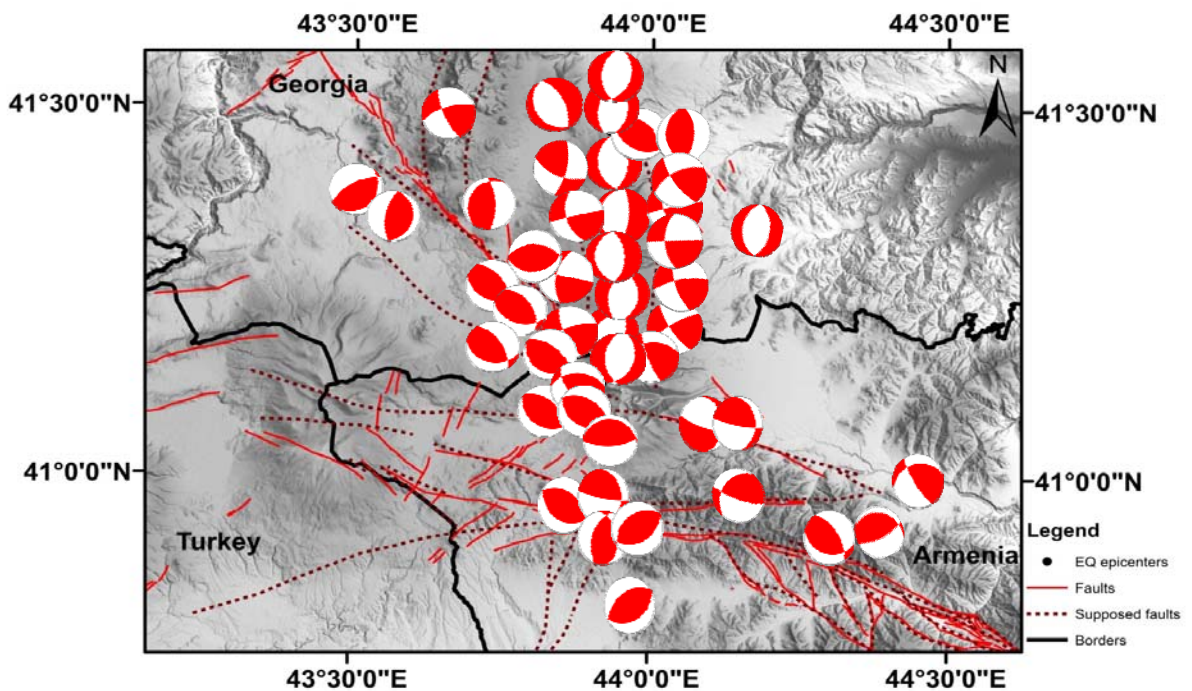 43°30'0"E 44°0'0"E 44°30'0"E
Georgia
N
41°30'0"N 41°30'0"N
41°0'0"N 41°0'0"N
Legend
Turkey Armenia
EQ epicenters
Faults
Supposed faults
Borders
43°30'0"E 44°0'0"E 44°30'0"E